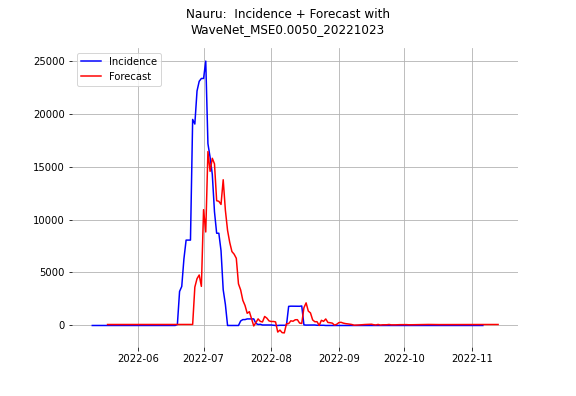 Nauru:  Incidence + Forecast with
WaveNet_MSE0.0050_20221023
Incidence
Forecast
25000
20000
15000
10000
5000
0
2022-06 2022-07 2022-08 2022-09 2022-10 2022-11